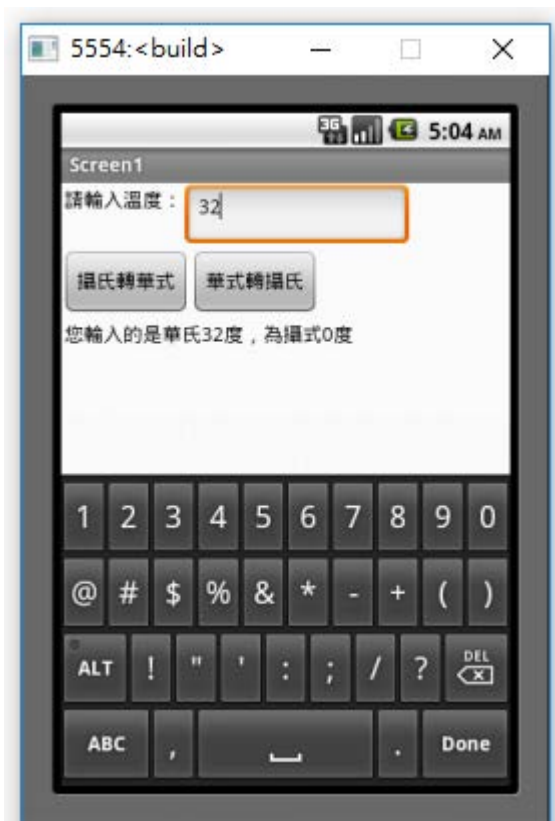 5554:<build>
3G 5:04 AM
Screen1
請輸入溫度： 32
攝氏轉華式 華式轉攝氏
您輸入的是華氏32度，為攝式0度
1 2 3 4 5 6 7 8 9 0
@ # $ % & * - + ( )
ALT ! " ' : ; / ? DEL
ABC , . Done